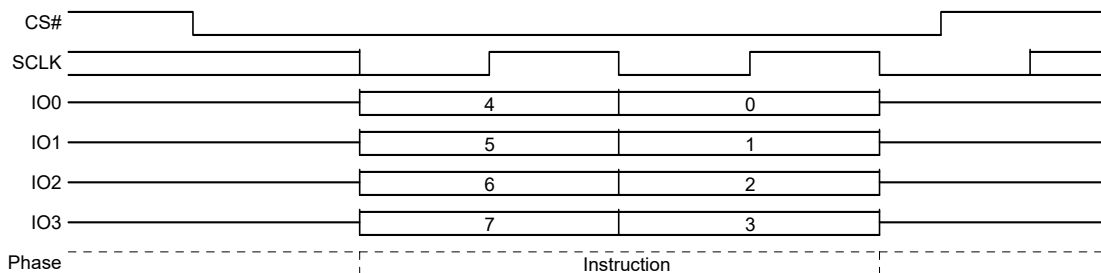 CS#
SCLK
IO0 4 0
IO1 5 1
IO2 6 2
IO3 7 3
Phase Instruction